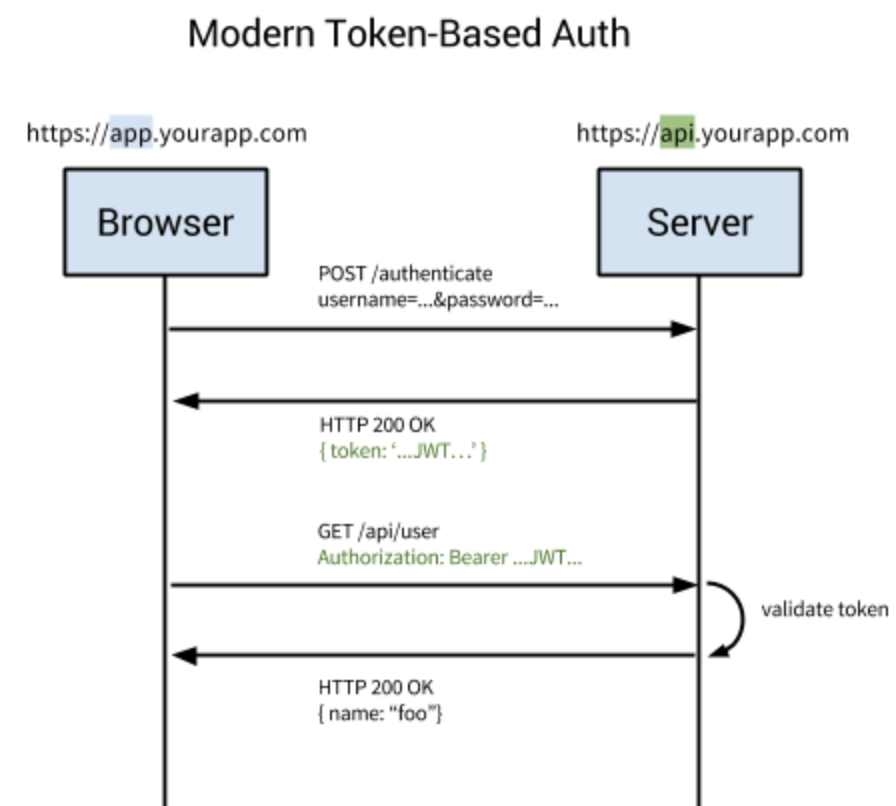 Modern Token-Based Auth
https://app.yourapp.com
https://api.yourapp.com
Browser
Server
POST /authenticate
username=...&password=...
HTTP 200 OK
{ token: ‘...JWT...’ }
GET /api/user
Authorization: Bearer ...JWT...
validate token
HTTP 200 OK
{ name: “foo”}